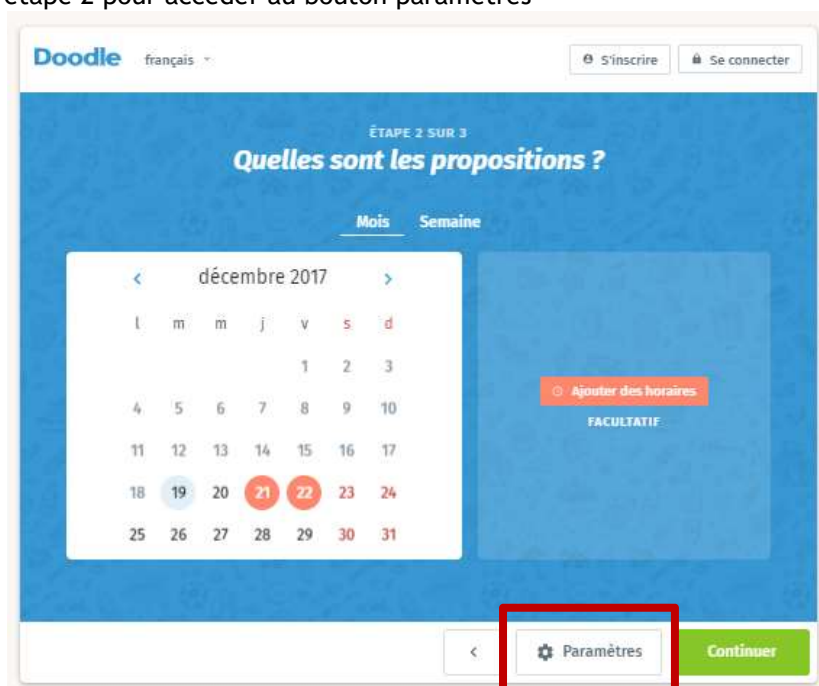 étape 2 pour accéder au bouton paramètres
Doodle français S'inscrire Se connecter
ÉTAPE 2 SUR 3
Quelles sont les propositions ?
Mois Semaine
< décembre 2017 >
l m m j v s d
1 2 3
4 5 6 7 8 9 10
11 12 13 14 15 16 17
18 19 20 21 22 23 24
25 26 27 28 29 30 31
Ajouter des horaires
FACULTATIF
< Paramètres Continuer